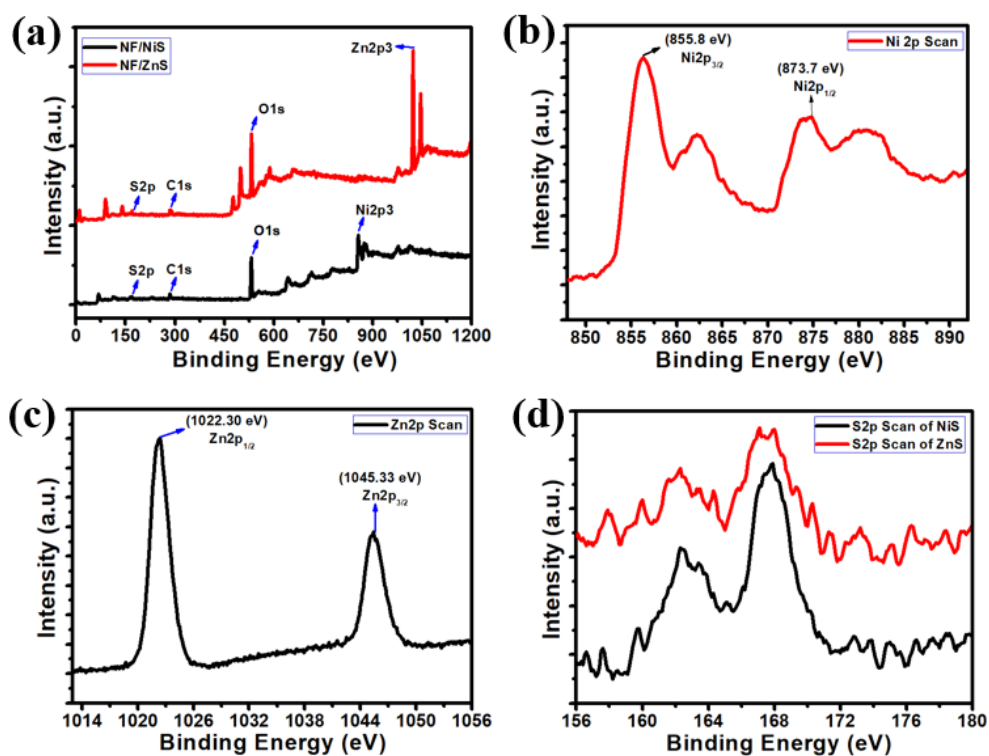 (a)
NF/NiS
NF/ZnS
Zn2p3
O1s
S2p
C1s
Ni2p3
O1s
S2p
C1s
Intensity (a.u.)
0 150 300 450 600 750 900 1050 1200
Binding Energy (eV)
(b)
(855.8 eV)
Ni2p3/2
Ni 2p Scan
(873.7 eV)
Ni2p1/2
Intensity (a.u.)
850 855 860 865 870 875 880 885 890
Binding Energy (eV)
(c)
(1022.30 eV)
Zn2p1/2
Zn2p Scan
(1045.33 eV)
Zn2p3/2
Intensity (a.u.)
1014 1020 1026 1032 1038 1044 1050 1056
Binding Energy (eV)
(d)
S2p Scan of NiS
S2p Scan of ZnS
Intensity (a.u.)
156 160 164 168 172 176 180
Binding Energy (eV)